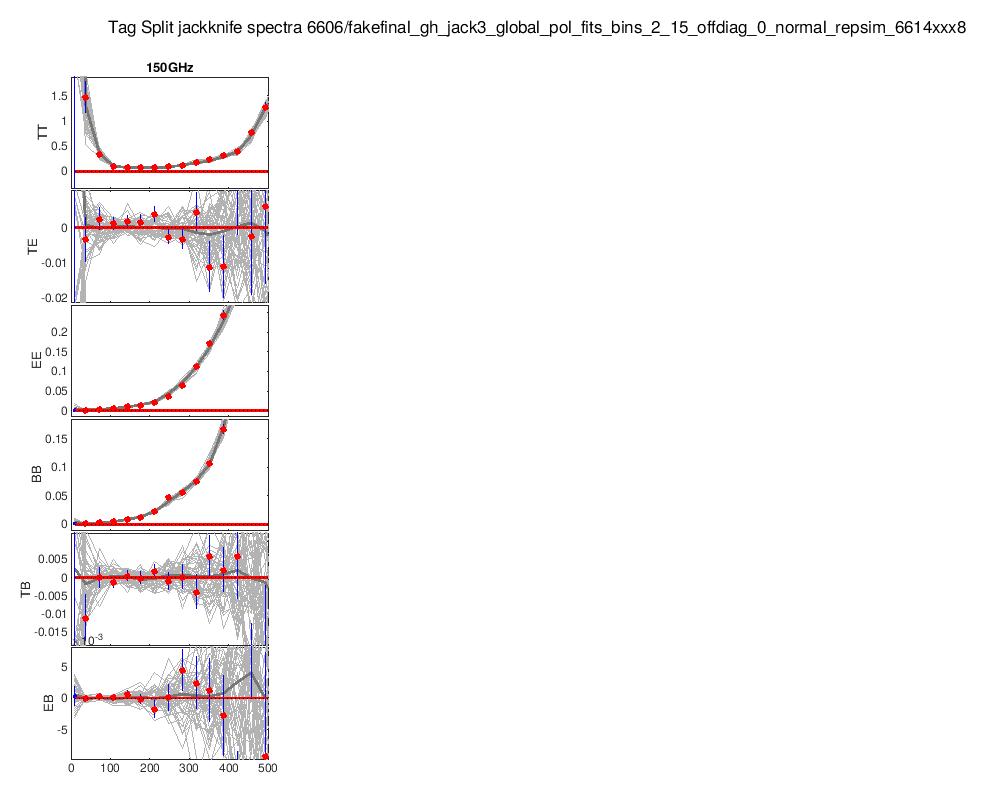 Tag Split jackknife spectra 6606/fakefinal_gh_jack3_global_pol_fits_bins_2_15_offdiag_0_normal_repsim_6614xxx8
150GHz
1.5
1
0.5
0
TT
0
-0.01
-0.02
TE
0.2
0.15
0.1
0.05
0
EE
0.15
0.1
0.05
0
BB
0.005
0
-0.005
-0.01
-0.015
TB
10-3
5
0
-5
EB
0 100 200 300 400 500